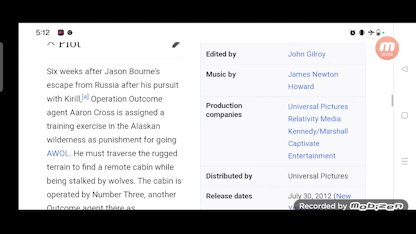 5:12
Plot
Six weeks after Jason Bourne's
escape from Russia after his pursuit
with Kirill,[a] Operation Outcome
agent Aaron Cross is assigned a
training exercise in the Alaskan
wilderness as punishment for going
AWOL. He must traverse the rugged
terrain to find a remote cabin while
being stalked by wolves. The cabin is
operated by Number Three, another
Outcome agent there as
Edited by John Gilroy
Music by James Newton
Howard
Production Universal Pictures
companies Relativity Media
Kennedy/Marshall
Captivate
Entertainment
Distributed by Universal Pictures
Release dates July 30, 2012 (New
Recorded by Mobizen